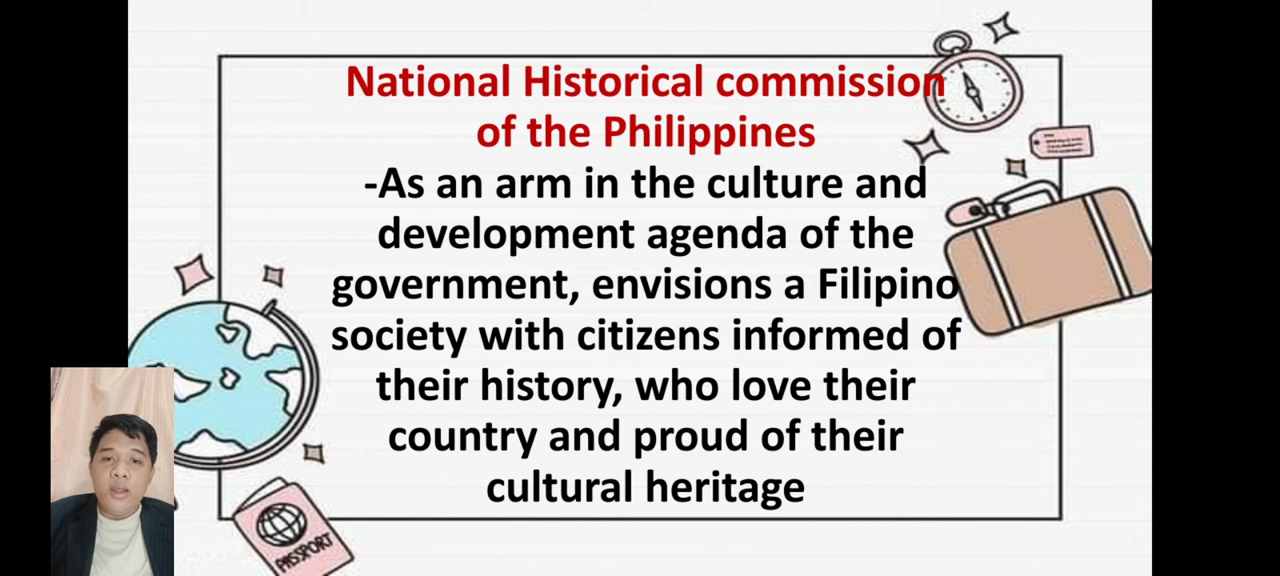 National Historical commission
of the Philippines
-As an arm in the culture and
development agenda of the
government, envisions a Filipino
society with citizens informed of
their history, who love their
country and proud of their
cultural heritage
PASSPORT